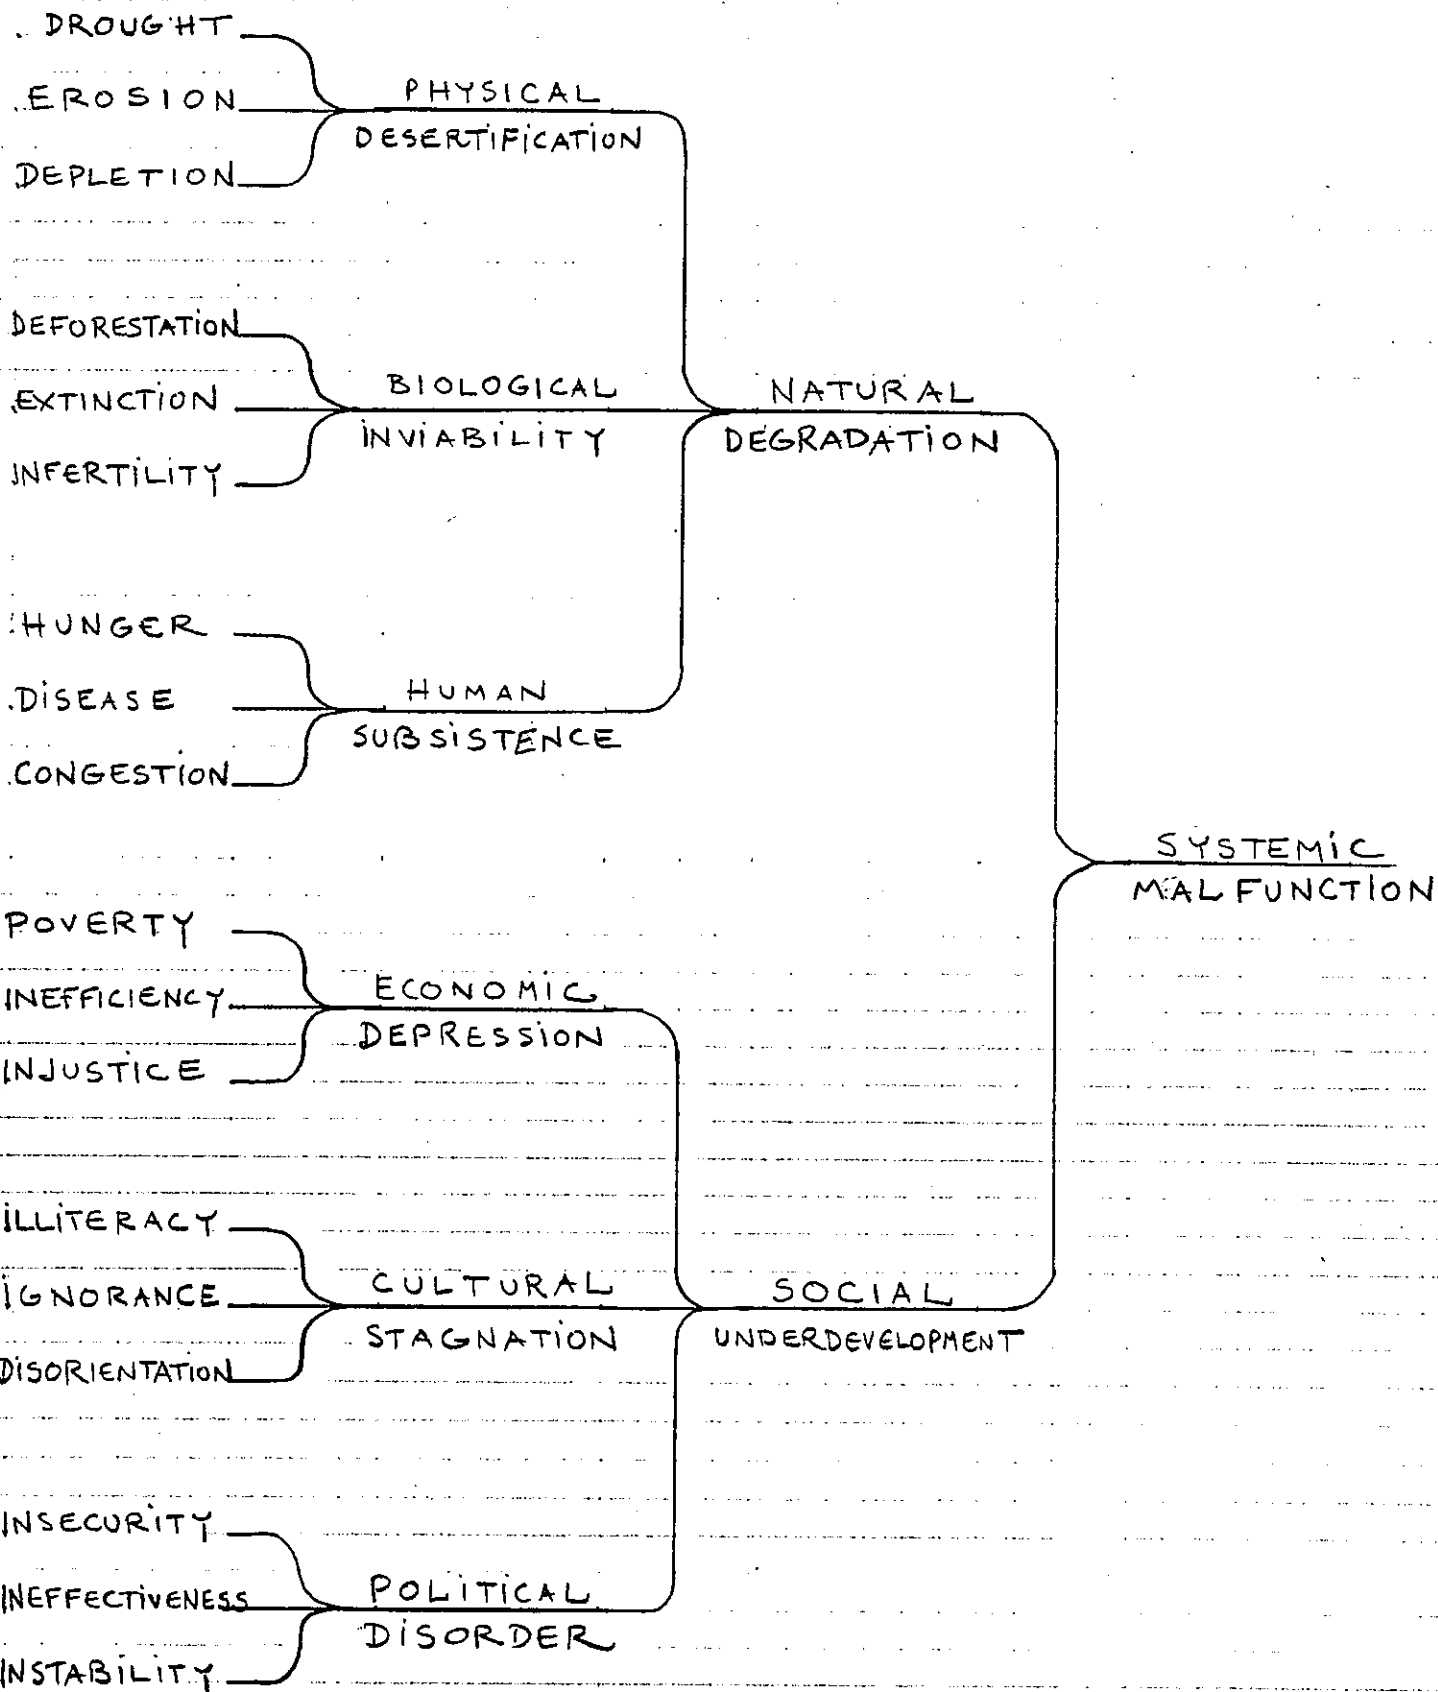 DROUGHT
EROSION
DEPLETION
PHYSICAL
DESERTIFICATION
DEFORESTATION
EXTINCTION
INFERTILITY
BIOLOGICAL
INVIABILITY
HUNGER
DISEASE
CONGESTION
HUMAN
SUBSISTENCE
NATURAL
DEGRADATION
POVERTY
INEFFICIENCY
INJUSTICE
ECONOMIC
DEPRESSION
ILLITERACY
IGNORANCE
DISORIENTATION
CULTURAL
STAGNATION
INSECURITY
INEFFECTIVENESS
INSTABILITY
POLITICAL
DISORDER
SOCIAL
UNDERDEVELOPMENT
SYSTEMIC
MALFUNCTION